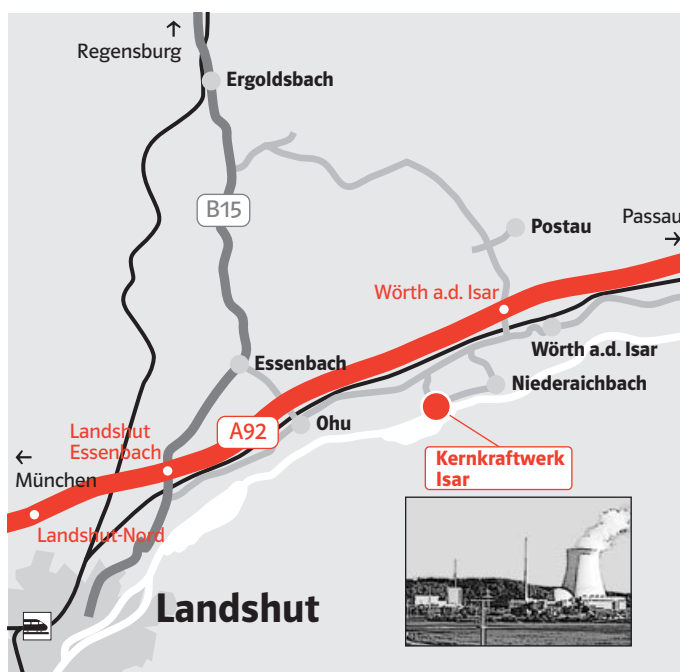 Regensburg
Ergoldsbach
B15
Postau
Passau
Wörth a.d. Isar
Wörth a.d. Isar
Essenbach
Niederaichbach
A92
Ohu
Landshut
Essenbach
München
Kernkraftwerk
Isar
Landshut-Nord
Landshut